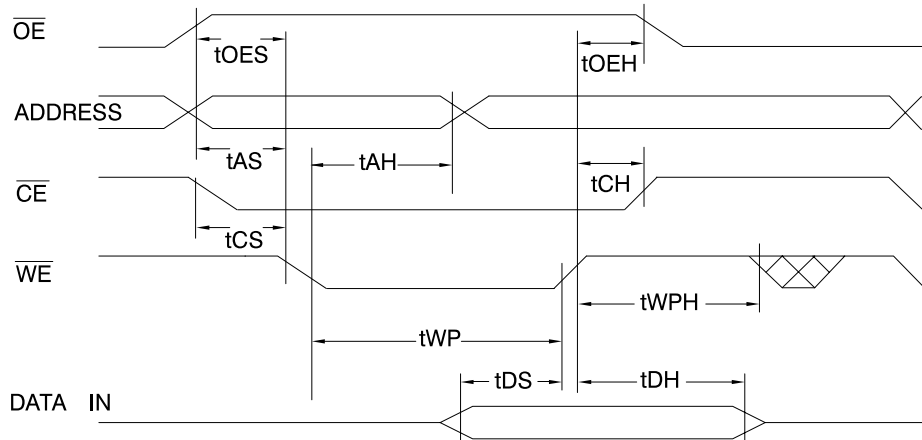 OE
tOES
tOEH
ADDRESS
tAS
tAH
tCH
CE
tCS
WE
tWPH
tWP
tDS
tDH
DATA IN